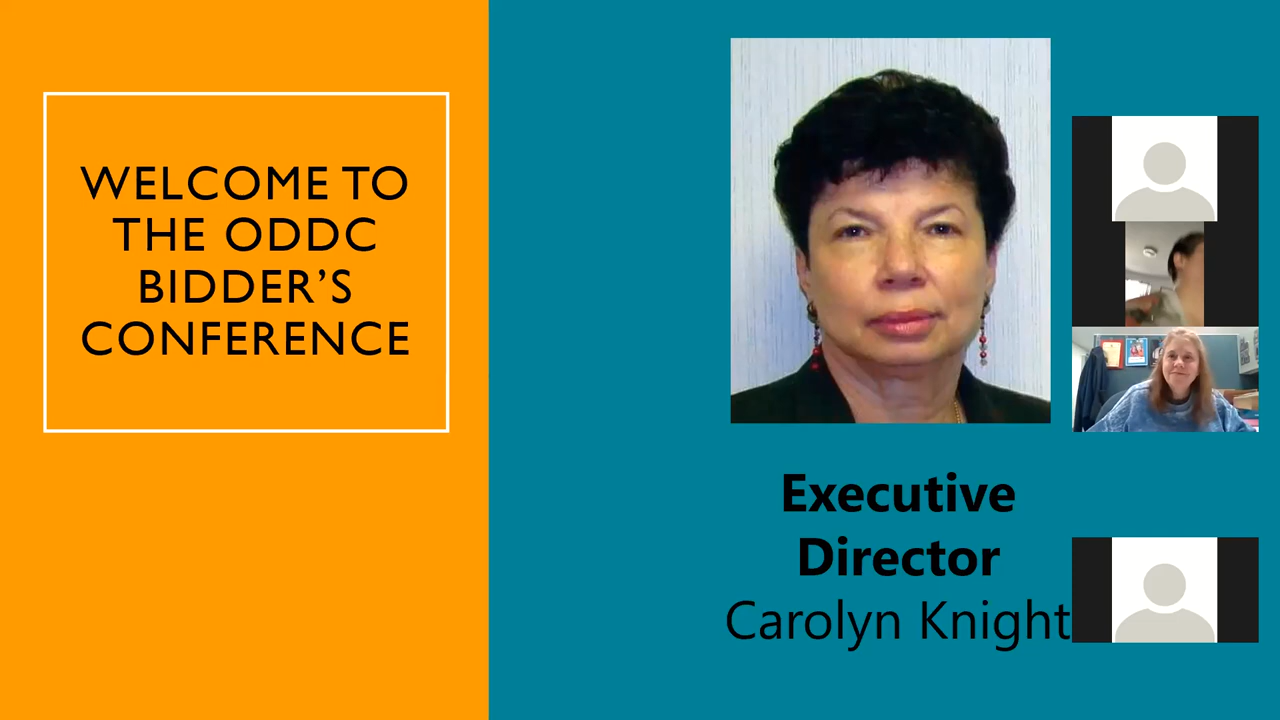 WELCOME TO
THE ODDC
BIDDER’S
CONFERENCE
Executive
Director
Carolyn Knight